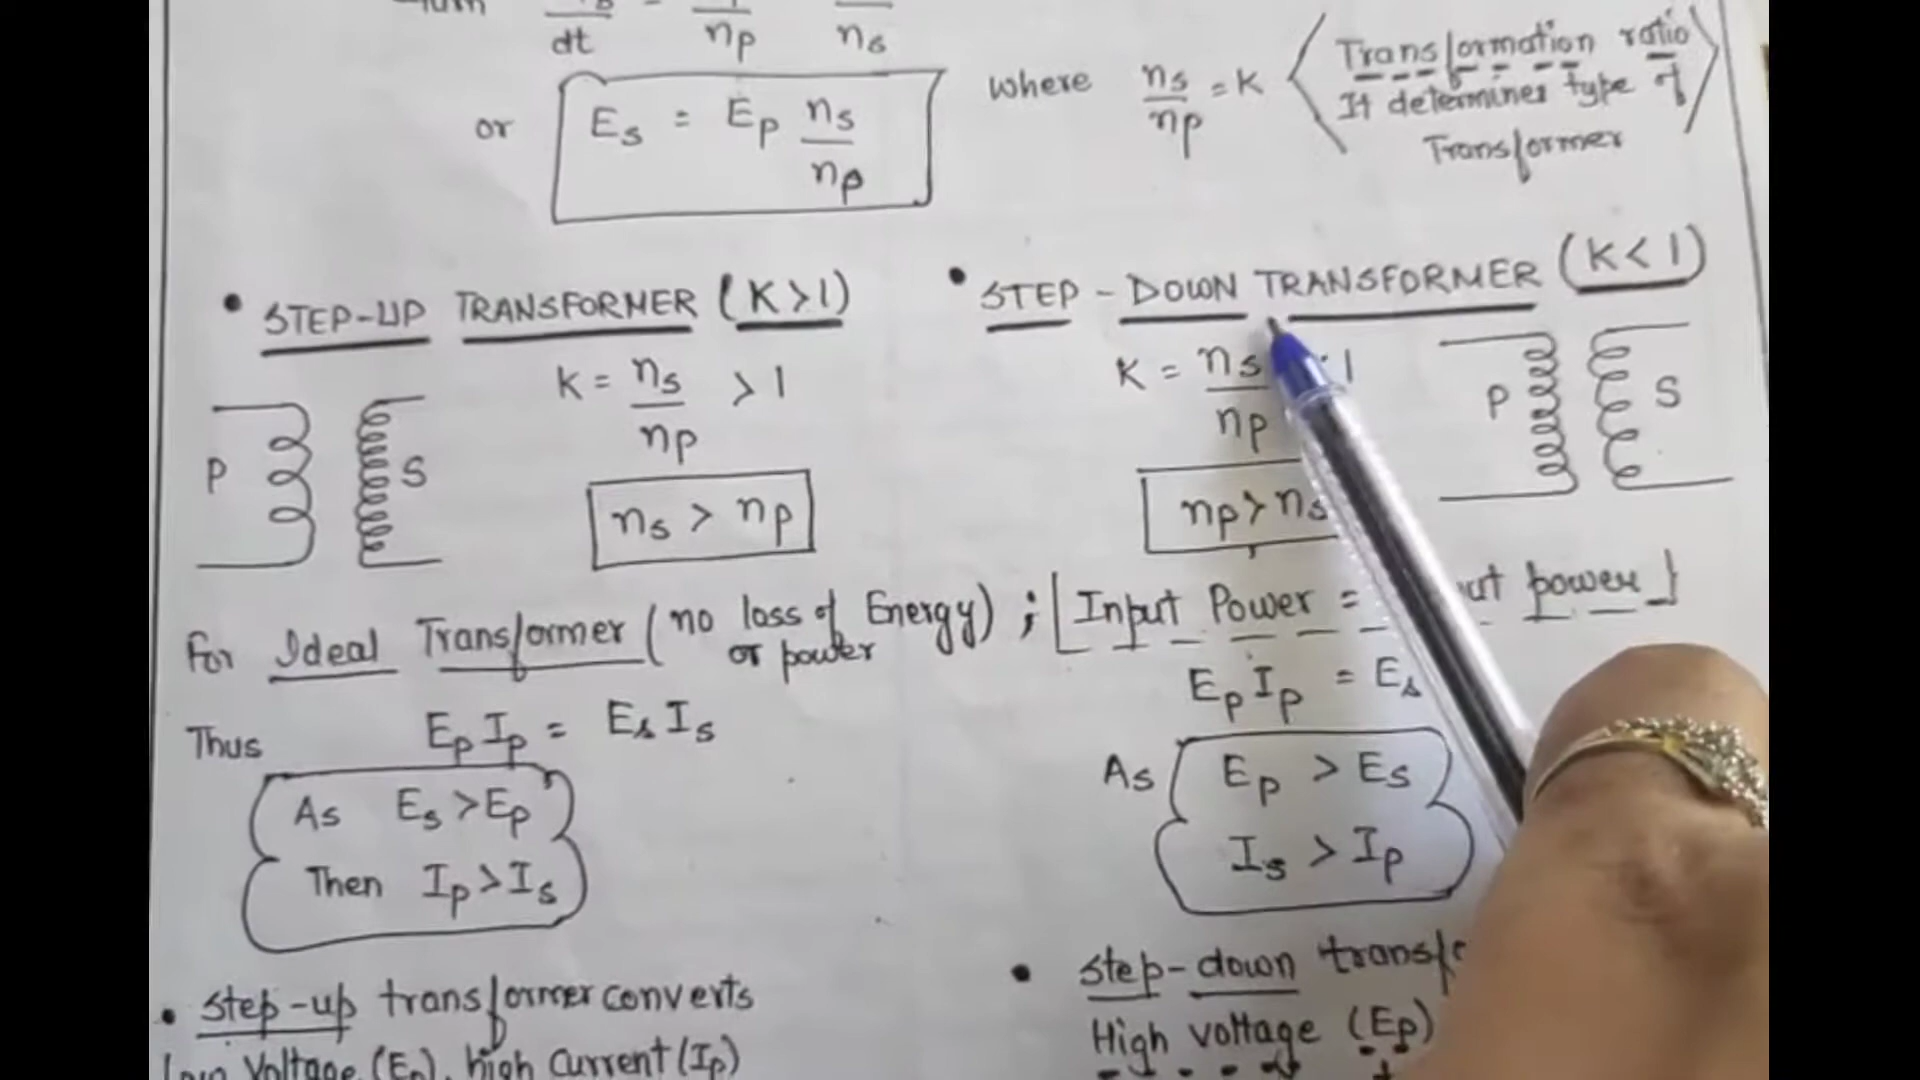 dt np ns
or Es = Ep ns/np where ns/np = K Transformation ratio
It determines type of
Transformer
• STEP-UP TRANSFORMER (K>1)
K = ns/np > 1
P S
ns > np
• STEP-DOWN TRANSFORMER (K<1)
K = ns/np 1
P S
np > ns
For Ideal Transformer (no loss of Energy) ; [Input Power = power]
or power
Thus Ep Ip = Es Is
As Es > Ep
Then Ip > Is
Ep Ip = Es
As Ep > Es
Is > Ip
• Step-up transformer converts
Low Voltage (Ep), high current (Ip)
• Step-down
High voltage (Ep)